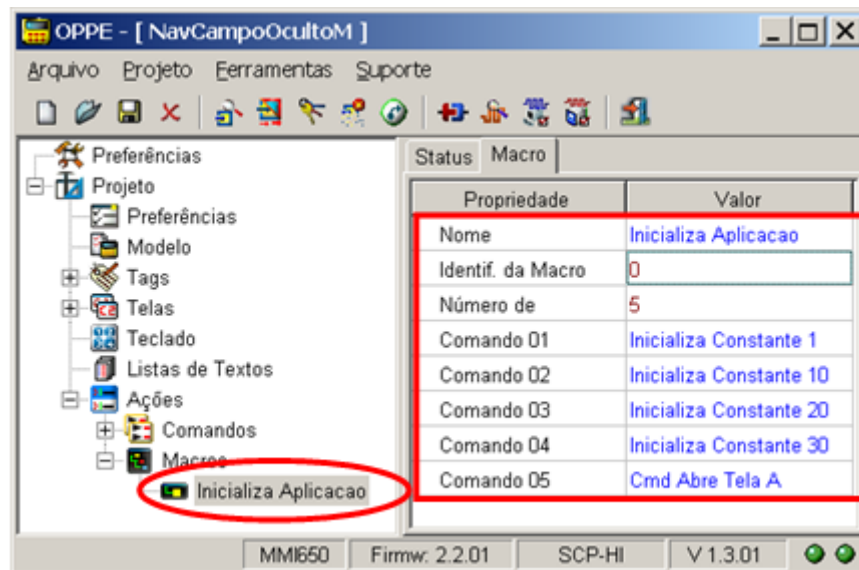 OPPE - [ NavCampoOcultoM ]
Arquivo Projeto Eerramentas Suporte
Preferências
Projeto
Preferências
Modelo
Tags
Telas
Teclado
Listas de Textos
Ações
Comandos
Macros
Inicializa Aplicacao
Status Macro
Propriedade Valor
Nome Inicializa Aplicacao
Identif. da Macro 0
Número de 5
Comando 01 Inicializa Constante 1
Comando 02 Inicializa Constante 10
Comando 03 Inicializa Constante 20
Comando 04 Inicializa Constante 30
Comando 05 Cmd Abre Tela A
MMI650 Firmw: 2.2.01 SCP-HI V 1.3.01